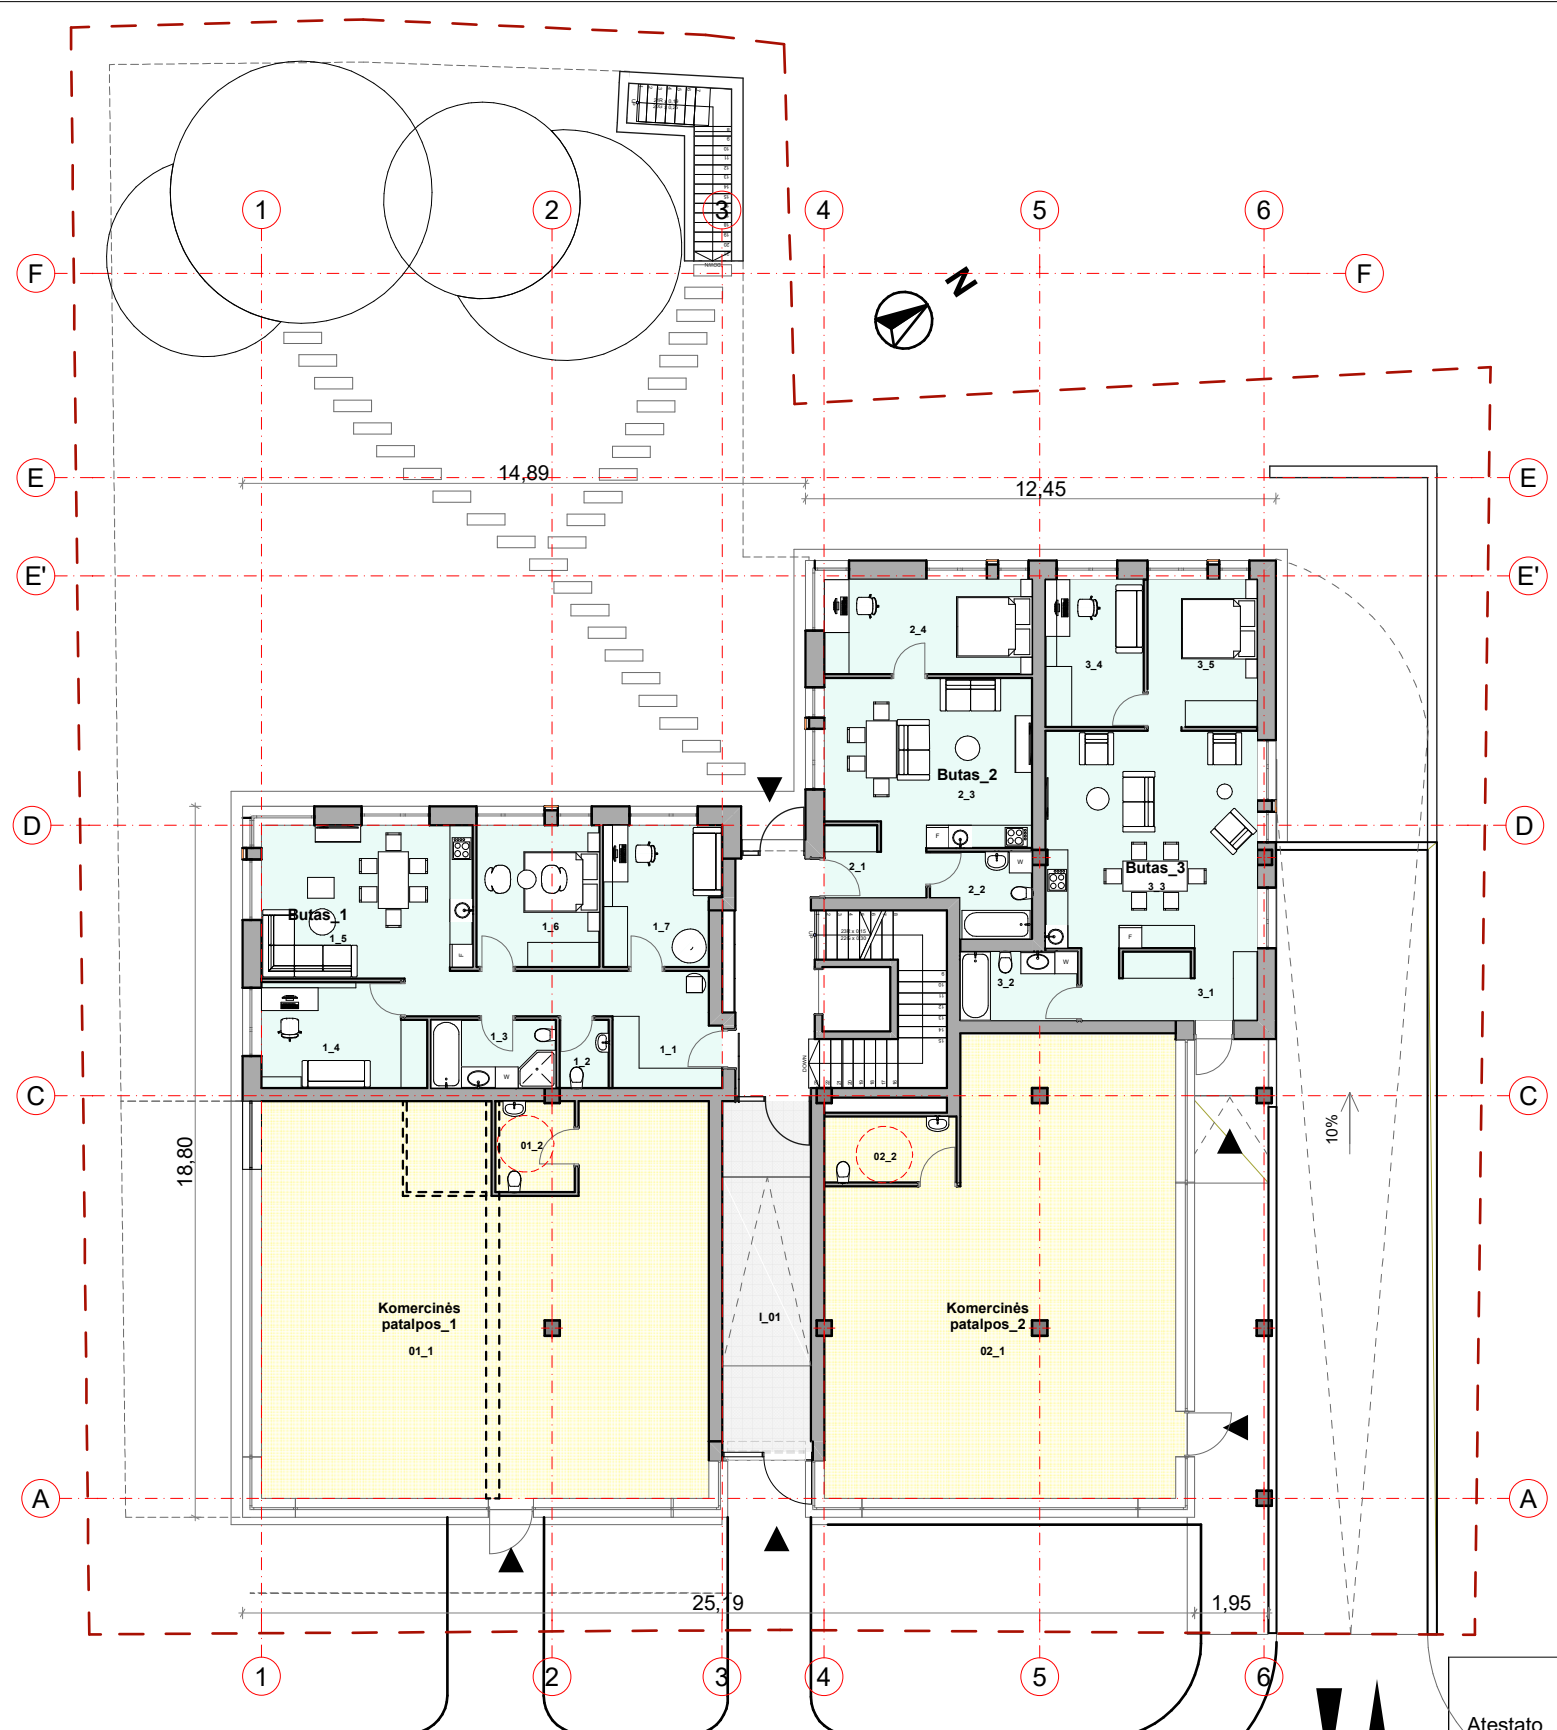 1
2
3
4
5
6
F
F
N
E
14,89
12,45
E
E'
E'
2_4
3_4
3_5
Butas_2
2_3
D
D
2_1
2_2
Butas_3
3_3
F
W
Butas_1
1_5
1_6
1_7
F
F
3_2
W
3_1
1_4
1_3
1_2
1_1
W
DOWN
C
C
10%
01_2
02_2
18,80
Komercinės
patalpos_1
01_1
I_01
Komercinės
patalpos_2
02_1
A
A
25,19
1,95
1
2
3
4
5
6
Atestato